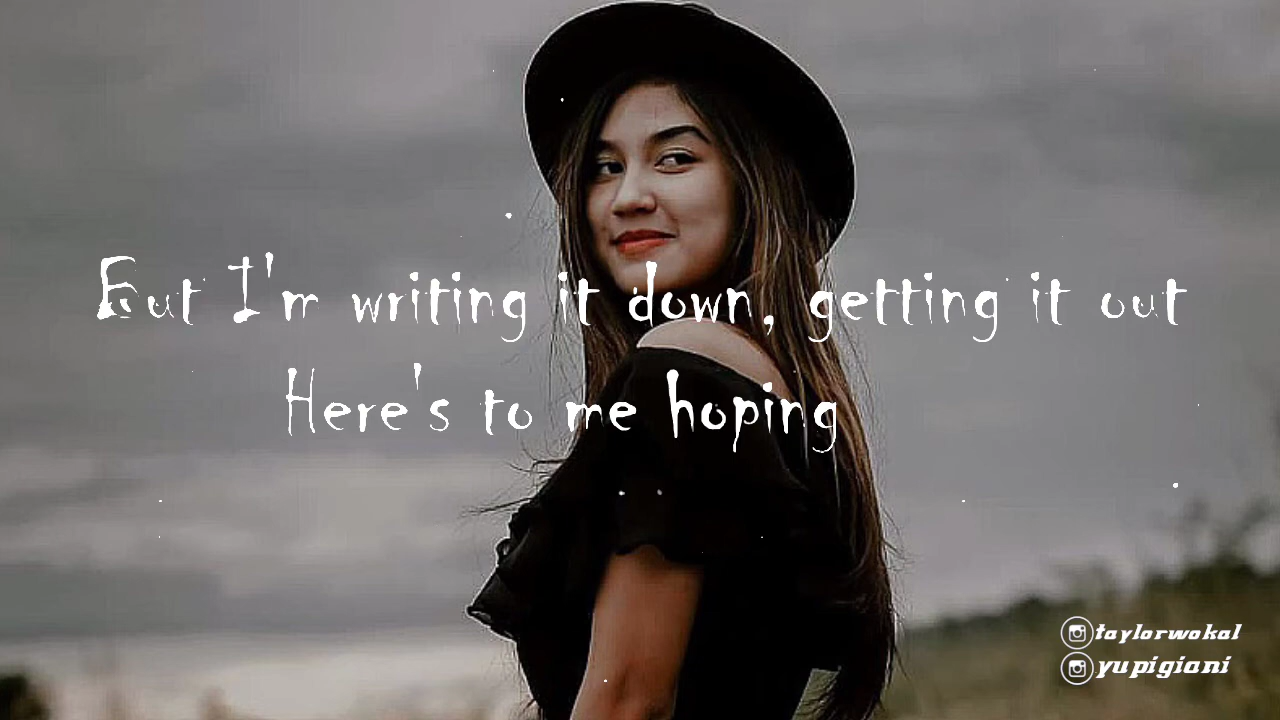 But I'm writing it down, getting it out
Here's to me hoping
taylorwokal
yupigiani